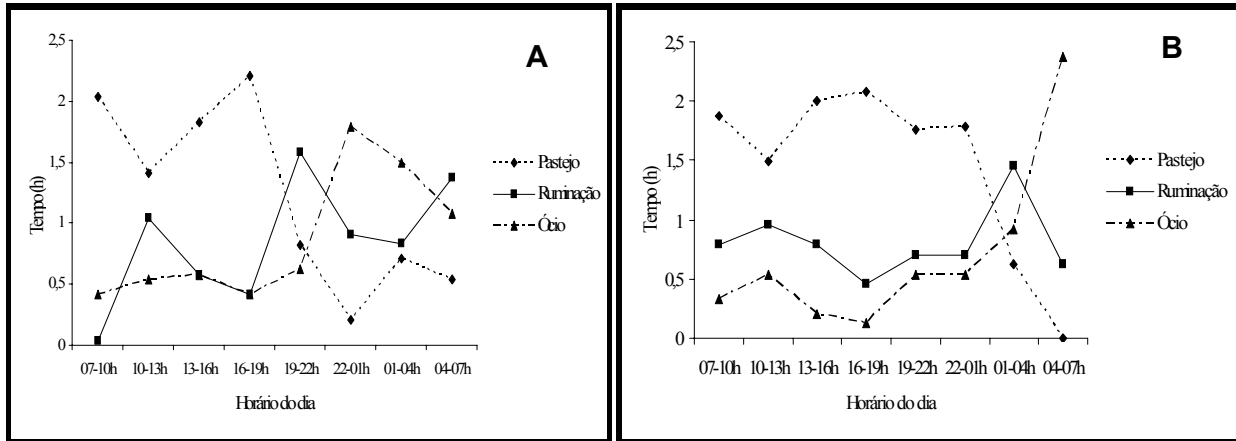 A
Tempo (h)
2,5
2
1,5
1
0,5
0
07-10h 10-13h 13-16h 16-19h 19-22h 22-01h 01-04h 04-07h
Horário do dia
Pastejo
Ruminação
Ócio
B
Tempo (h)
2,5
2
1,5
1
0,5
0
07-10h 10-13h 13-16h 16-19h 19-22h 22-01h 01-04h 04-07h
Horário do dia
Pastejo
Ruminação
Ócio